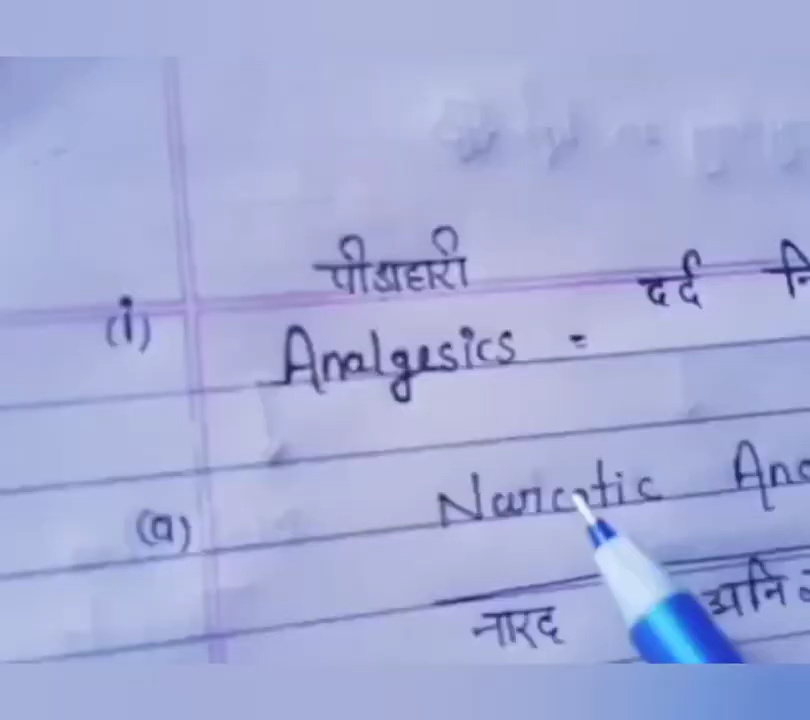 पीडाहारी
(i) Analgesics = दर्द
(a) Narcotic
नारद